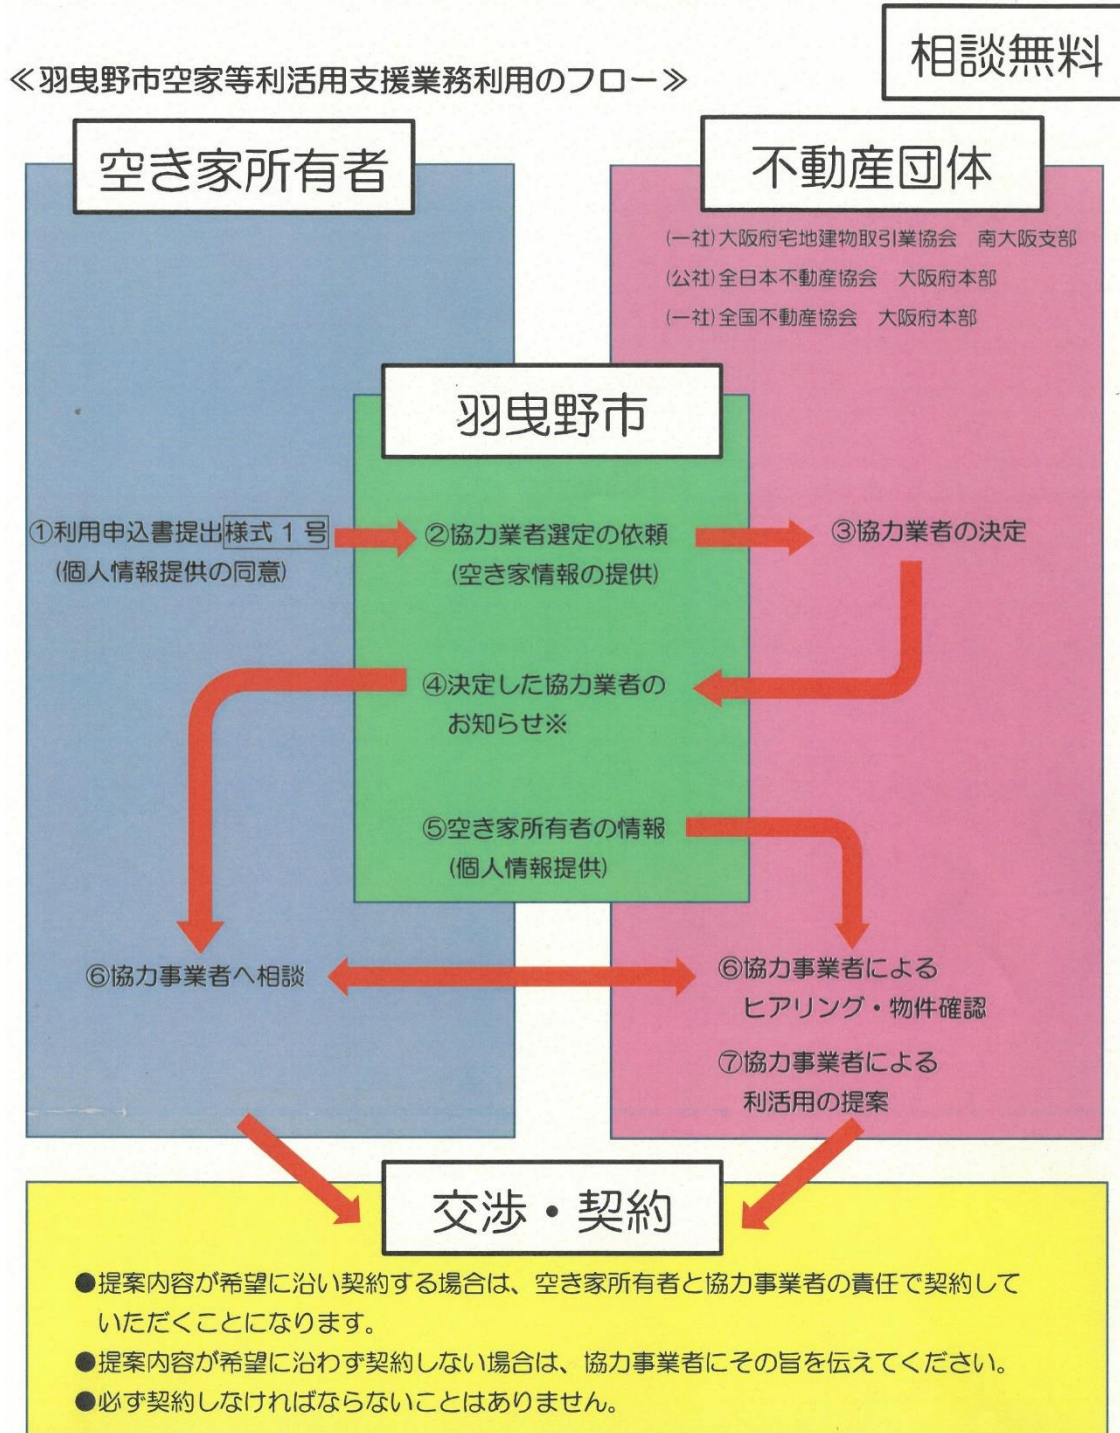 相談無料
≪羽曳野市空家等利活用支援業務利用のフロー≫
空き家所有者
不動産団体
(一社)大阪府宅地建物取引業協会　南大阪支部
(公社)全日本不動産協会　大阪府本部
(一社)全国不動産協会　大阪府本部
羽曳野市
①利用申込書提出様式１号
(個人情報提供の同意)
②協力業者選定の依頼
(空き家情報の提供)
③協力業者の決定
④決定した協力業者の
お知らせ※
⑤空き家所有者の情報
(個人情報提供)
⑥協力事業者へ相談
⑥協力事業者による
ヒアリング・物件確認
⑦協力事業者による
利活用の提案
交渉・契約
●提案内容が希望に沿い契約する場合は、空き家所有者と協力事業者の責任で契約して
いただくことになります。
●提案内容が希望に沿わず契約しない場合は、協力事業者にその旨を伝えてください。
●必ず契約しなければならないことはありません。